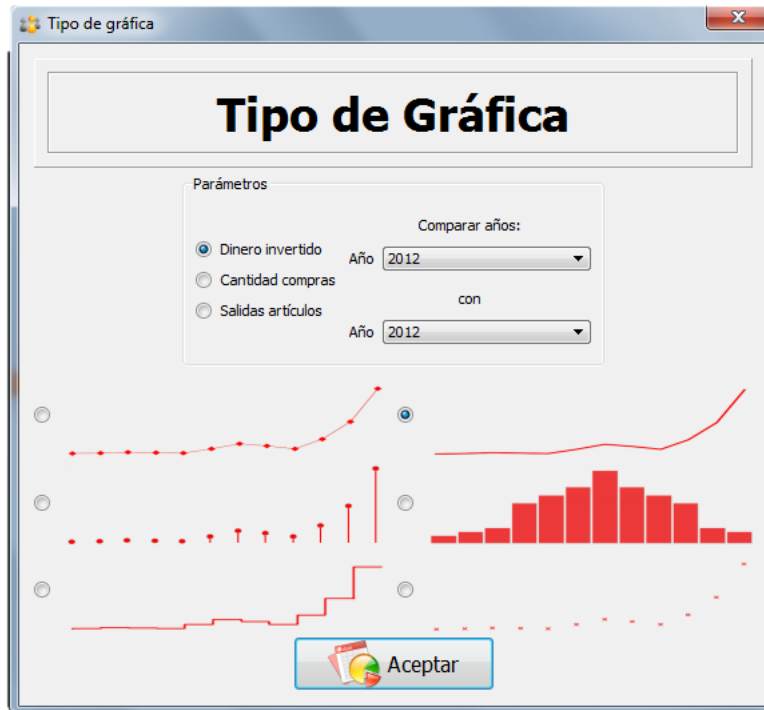 Tipo de gráfica
Tipo de Gráfica
Parámetros
Comparar años:
Dinero invertido
Año 2012
Cantidad compras
con
Salidas artículos
Año 2012
Aceptar